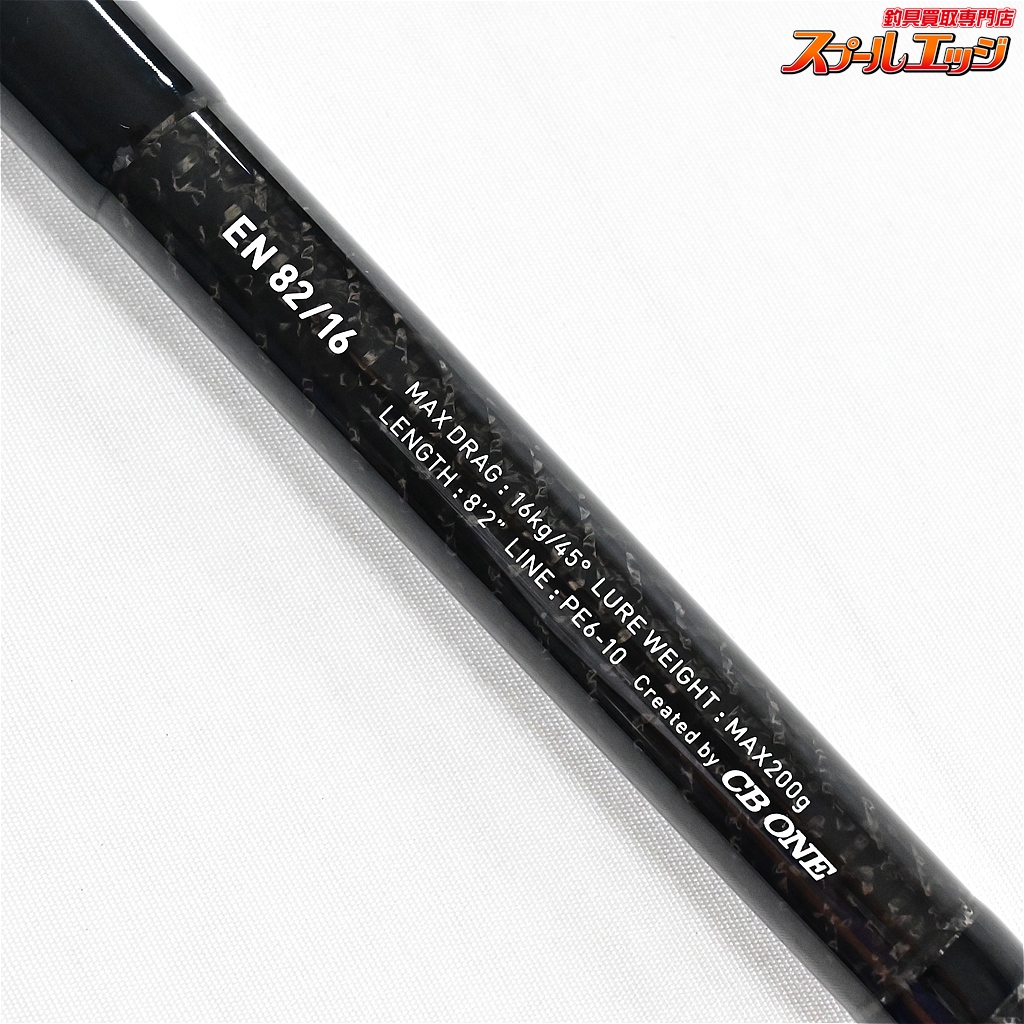 釣具買取専門店
スプールエッジ
EN 82/16
MAX DRAG : 16kg/45° LURE WEIGHT : MAX200g
LENGTH : 8'2" LINE : PE6-10 Created by CB ONE